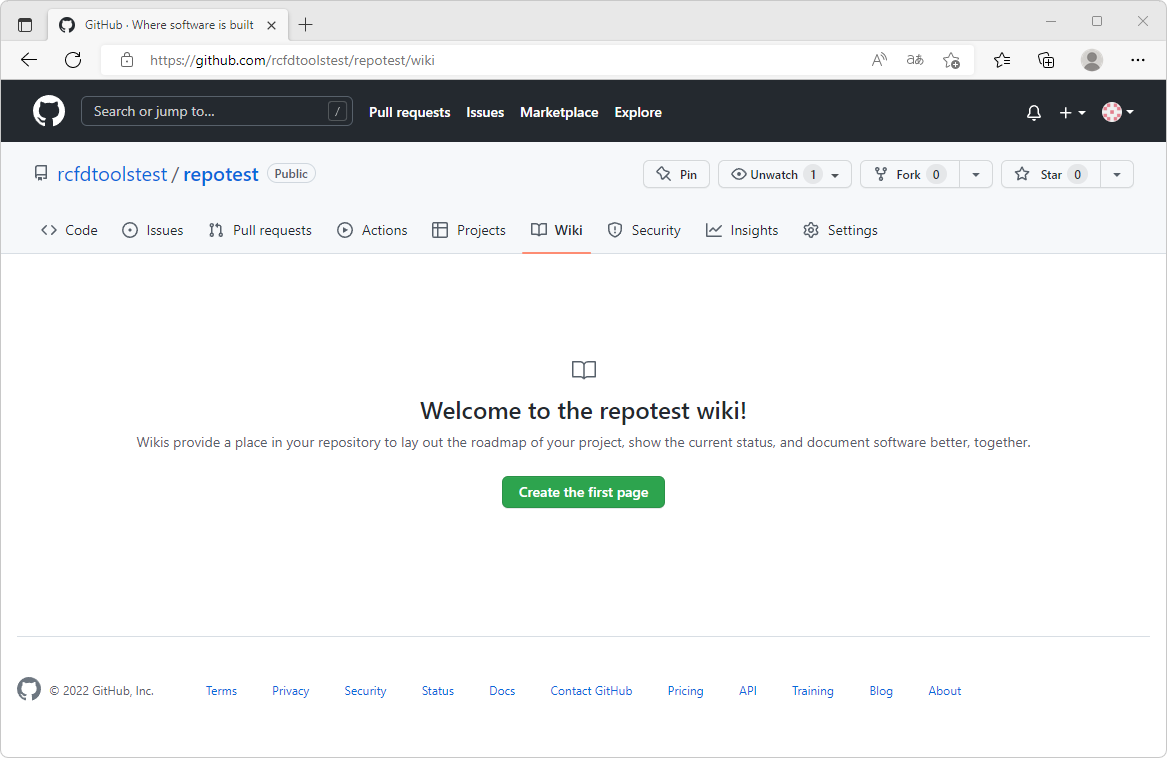 GitHub · Where software is built
https://github.com/rcfdtoolstest/repotest/wiki
Search or jump to... / Pull requests Issues Marketplace Explore
rcfdtoolstest / repotest Public Pin Unwatch 1 Fork 0 Star 0
Code Issues Pull requests Actions Projects Wiki Security Insights Settings
Welcome to the repotest wiki!
Wikis provide a place in your repository to lay out the roadmap of your project, show the current status, and document software better, together.
Create the first page
© 2022 GitHub, Inc. Terms Privacy Security Status Docs Contact GitHub Pricing API Training Blog About